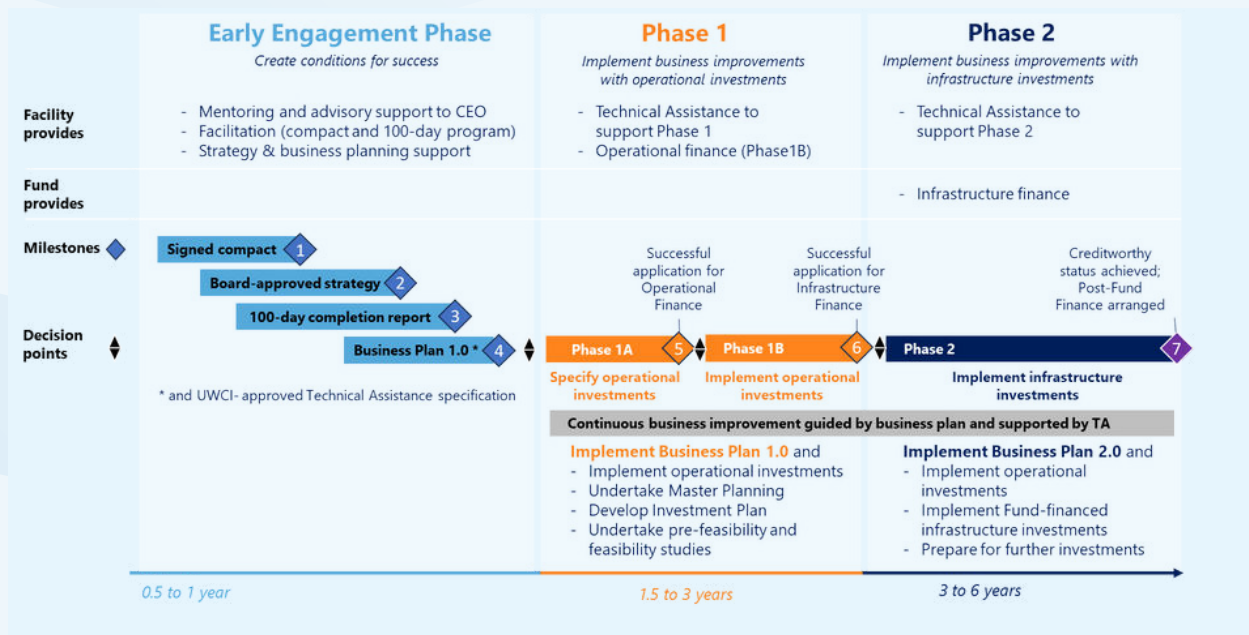 Early Engagement Phase
Create conditions for success
Phase 1
Implement business improvements
with operational investments
Phase 2
Implement business improvements with
infrastructure investments
Facility
provides
- Mentoring and advisory support to CEO
- Facilitation (compact and 100-day program)
- Strategy & business planning support
- Technical Assistance to
support Phase 1
- Operational finance (Phase1B)
- Technical Assistance to
support Phase 2
Fund
provides
- Infrastructure finance
Milestones
Signed compact 1
Board-approved strategy 2
100-day completion report 3
Business Plan 1.0 * 4
* and UWCI- approved Technical Assistance specification
Decision
points
Successful
application for
Operational
Finance
Successful
application for
Infrastructure
Finance
Creditworthy
status achieved;
Post-Fund
Finance arranged
Phase 1A 5
Phase 1B 6
Phase 2 7
Specify operational
investments
Implement operational
investments
Implement infrastructure
investments
Continuous business improvement guided by business plan and supported by TA
Implement Business Plan 1.0 and
- Implement operational investments
- Undertake Master Planning
- Develop Investment Plan
- Undertake pre-feasibility and
feasibility studies
Implement Business Plan 2.0 and
- Implement operational
investments
- Implement Fund-financed
infrastructure investments
- Prepare for further investments
0.5 to 1 year
1.5 to 3 years
3 to 6 years